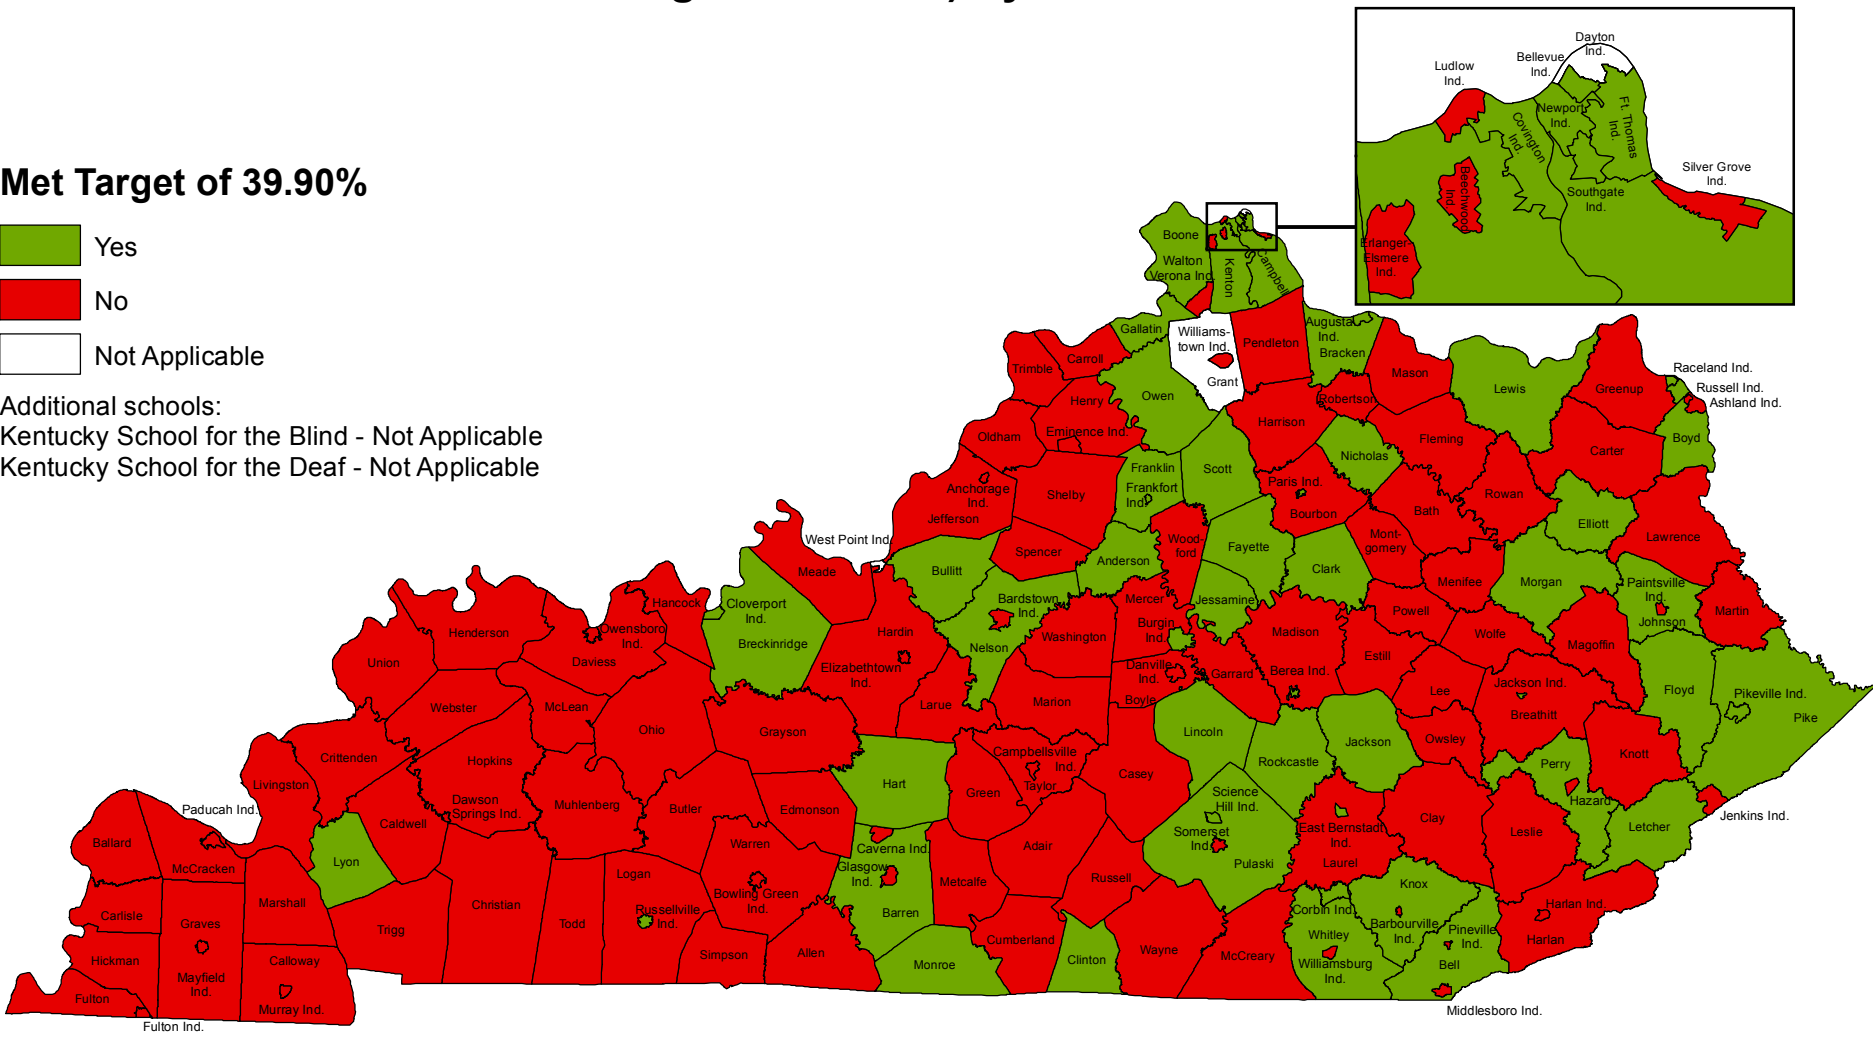 Met Target of 39.90%
Yes
No
Not Applicable
Additional schools:
Kentucky School for the Blind - Not Applicable
Kentucky School for the Deaf - Not Applicable
Dayton
Ind.
Bellevue
Ind.
Ludlow
Ind.
Newport
Ind.
Covington
Ind.
Ft. Thomas
Ind.
Silver Grove
Ind.
Beechwood
Ind.
Southgate
Ind.
Erlanger-
Elsmere
Ind.
Boone
Walton
Verona Ind.
Kenton
Campbell
Gallatin
Williams-
town Ind.
Grant
Pendleton
Augusta
Ind.
Bracken
Trimble
Carroll
Owen
Mason
Lewis
Greenup
Raceland Ind.
Russell Ind.
Ashland Ind.
Henry
Robertson
Harrison
Oldham
Eminence Ind.
Fleming
Carter
Boyd
Nicholas
Franklin
Frankfort
Ind.
Scott
Anchorage
Ind.
Jefferson
Shelby
Paris Ind.
Bourbon
Rowan
Bath
Elliott
Lawrence
West Point Ind.
Spencer
Anderson
Wood-
ford
Fayette
Mont-
gomery
Meade
Bullitt
Clark
Menifee
Morgan
Paintsville
Ind.
Johnson
Martin
Hancock
Cloverport
Ind.
Breckinridge
Bardstown
Ind.
Mercer
Jessamine
Powell
Henderson
Owensboro
Ind.
Daviess
Hardin
Washington
Burgin
Ind.
Madison
Wolfe
Magoffin
Union
Nelson
Elizabethtown
Ind.
Danville
Ind.
Garrard
Berea Ind.
Estill
Lee
Jackson Ind.
Breathitt
Floyd
Pikeville Ind.
Pike
Webster
McLean
Ohio
Grayson
Larue
Marion
Boyle
Lincoln
Rockcastle
Jackson
Owsley
Perry
Knott
Crittenden
Hopkins
Livingston
Hart
Campbellsville
Ind.
Taylor
Green
Casey
Paducah Ind.
Dawson
Springs Ind.
Muhlenberg
Butler
Edmonson
Science
Hill Ind.
Hazard
Jenkins Ind.
Ballard
Caldwell
Warren
Caverna Ind.
Adair
Somerset
Ind.
Pulaski
East Bernstadt
Ind.
Laurel
Clay
Leslie
Letcher
McCracken
Lyon
Logan
Glasgow
Ind.
Metcalfe
Russell
Knox
Carlisle
Graves
Marshall
Christian
Todd
Russellville
Ind.
Bowling Green
Ind.
Barren
Corbin Ind.
Whitley
Barbourville
Ind.
Pineville
Ind.
Harlan Ind.
Harlan
Trigg
Hickman
Mayfield
Ind.
Calloway
Simpson
Allen
Monroe
Cumberland
Clinton
Wayne
McCreary
Williamsburg
Ind.
Bell
Fulton
Murray Ind.
Fulton Ind.
Middlesboro Ind.